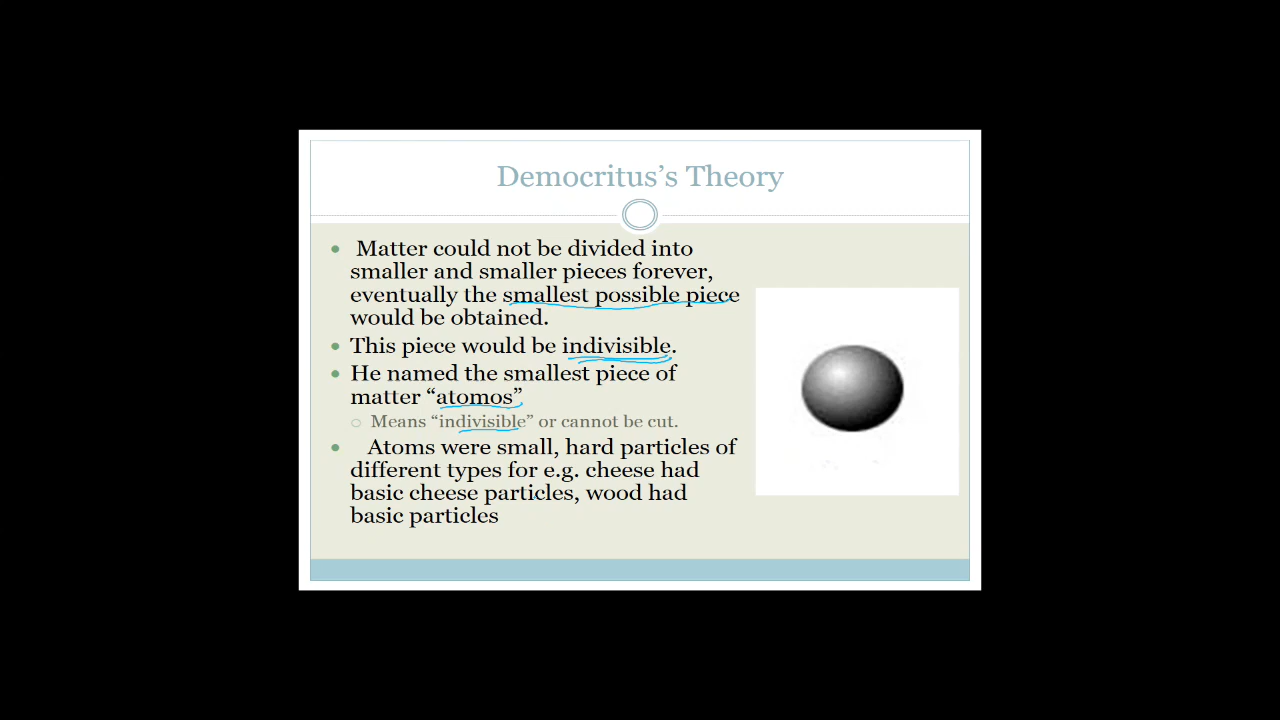 Democritus’s Theory
Matter could not be divided into
smaller and smaller pieces forever,
eventually the smallest possible piece
would be obtained.
This piece would be indivisible.
He named the smallest piece of
matter “atomos”
Means “indivisible” or cannot be cut.
Atoms were small, hard particles of
different types for e.g. cheese had
basic cheese particles, wood had
basic particles